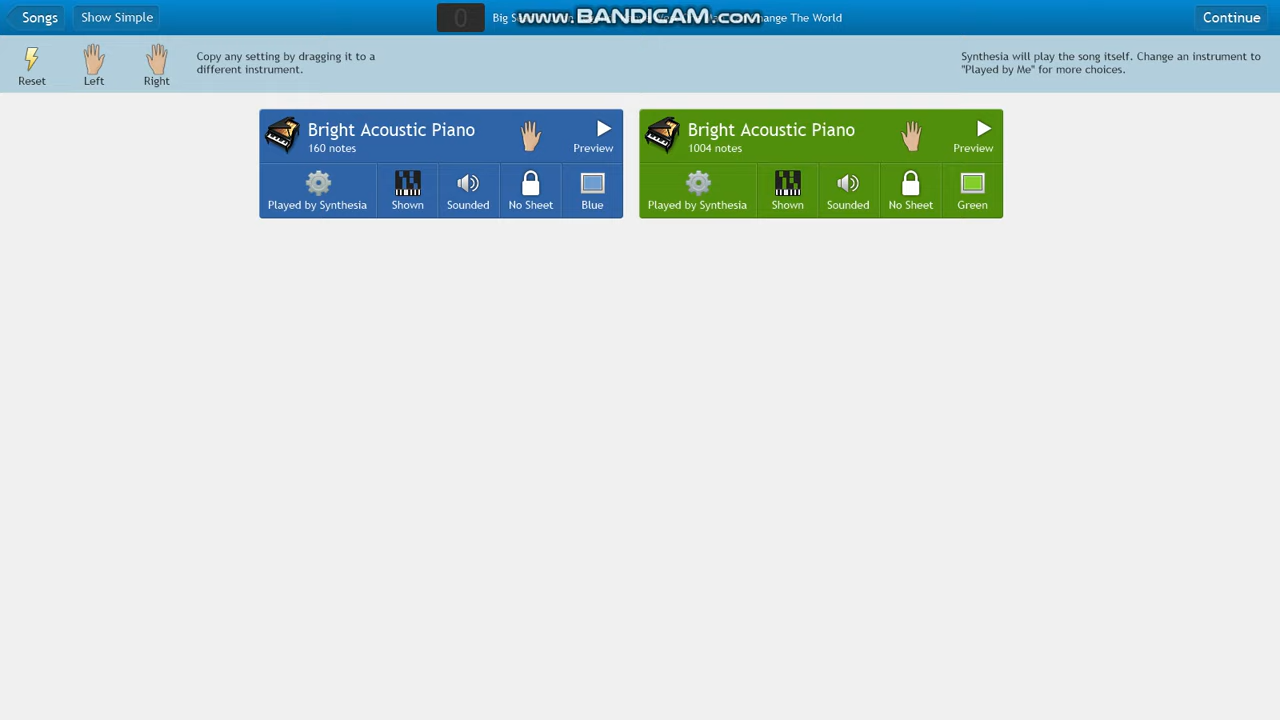 Songs
Show Simple
0
Big
www.BANDICAM.com
Change The World
Continue
Reset
Left
Right
Copy any setting by dragging it to a
different instrument.
Synthesia will play the song itself. Change an instrument to
"Played by Me" for more choices.
Bright Acoustic Piano
160 notes
Preview
Played by Synthesia
Shown
Sounded
No Sheet
Blue
Bright Acoustic Piano
1004 notes
Preview
Played by Synthesia
Shown
Sounded
No Sheet
Green